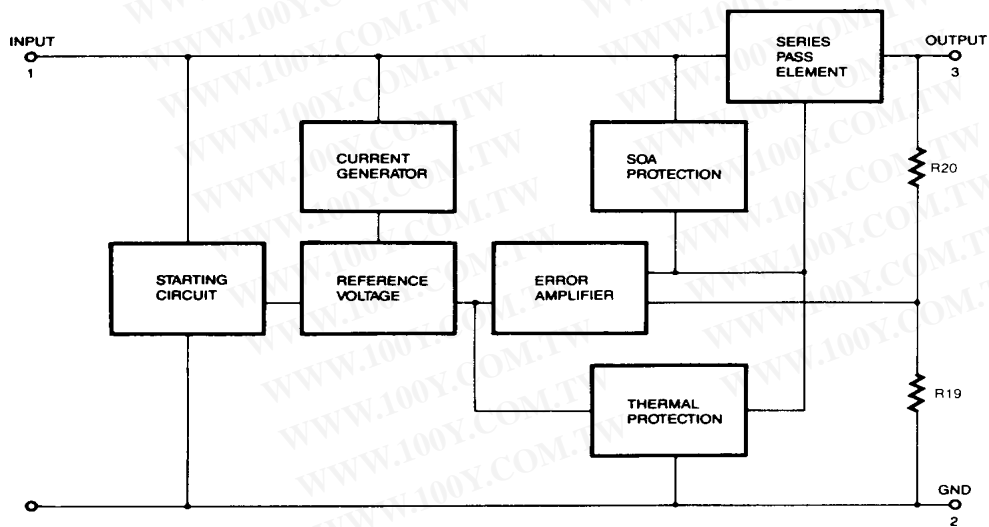 INPUT
1
SERIES
PASS
ELEMENT
OUTPUT
3
CURRENT
GENERATOR
SOA
PROTECTION
R20
STARTING
CIRCUIT
REFERENCE
VOLTAGE
ERROR
AMPLIFIER
THERMAL
PROTECTION
R19
GND
2
WWW.100Y.COM.TW